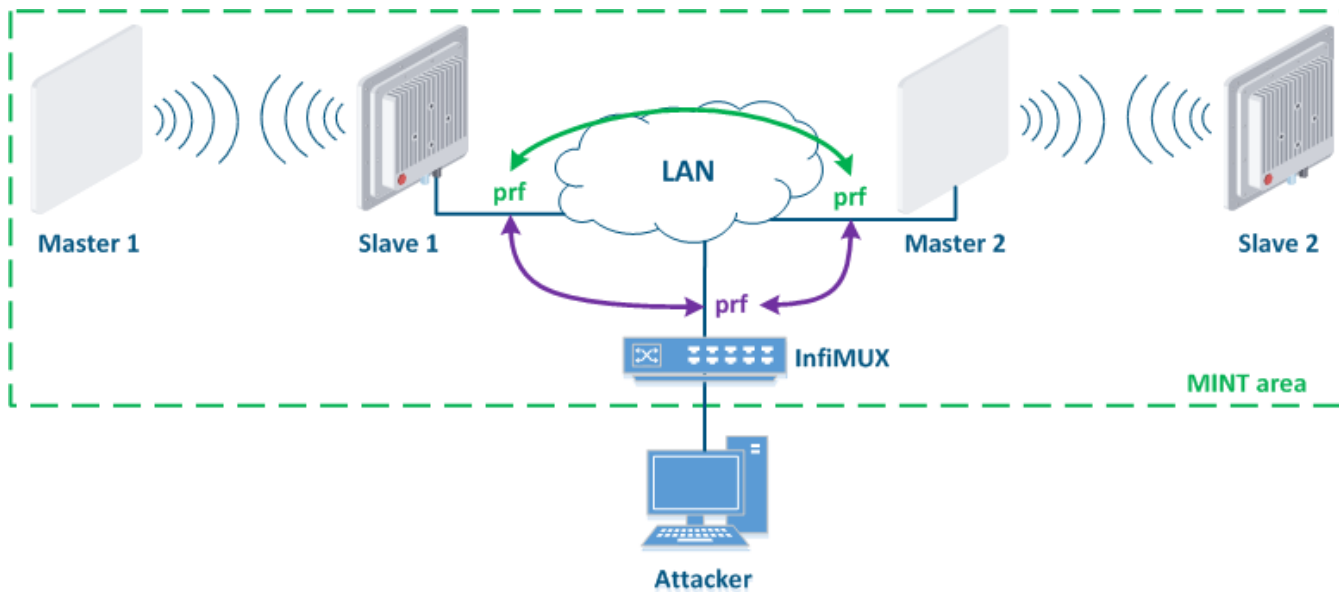 LAN
prf
prf
Master 1
Slave 1
Master 2
Slave 2
prf
InfiMUX
MINT area
Attacker